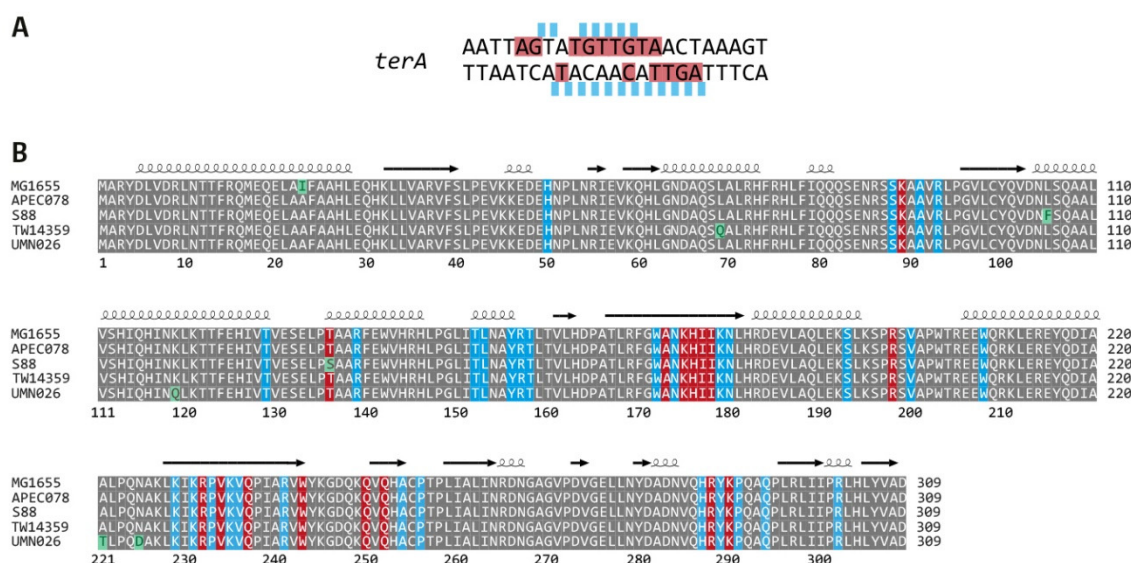 A
terA
AATTAGTATGTTGTAACTAAAGT
TTAATCATACAACATTGATTTCA
B
MG1655 MARYDLVDRLNTTFRQMEQELAIFAAHLEQHKLLVARVFSLPEVKKEDEHNPLNRIEVKQHLGNDAQSLALRHFRHLFIQQQSENRSSKAAVRLPGVLCYQVDNLSQAAL 110
APEC078 MARYDLVDRLNTTFRQMEQELAAFAAHLEQHKLLVARVFSLPEVKKEDEHNPLNRIEVKQHLGNDAQSLALRHFRHLFIQQQSENRSSKAAVRLPGVLCYQVDNLSQAAL 110
S88 MARYDLVDRLNTTFRQMEQELAAFAAHLEQHKLLVARVFSLPEVKKEDEHNPLNRIEVKQHLGNDAQSLALRHFRHLFIQQQSENRSSKAAVRLPGVLCYQVDNFSQAAL 110
TW14359 MARYDLVDRLNTTFRQMEQELAAFAAHLEQHKLLVARVFSLPEVKKEDEHNPLNRIEVKQHLGNDAQSQALRHFRHLFIQQQSENRSSKAAVRLPGVLCYQVDNLSQAAL 110
UMN026 MARYDLVDRLNTTFRQMEQELAAFAAHLEQHKLLVARVFSLPEVKKEDEHNPLNRIEVKQHLGNDAQSLALRHFRHLFIQQQSENRSSKAAVRLPGVLCYQVDNLSQAAL 110
1 10 20 30 40 50 60 70 80 90 100
MG1655 VSHIQHINKLKTTFEHIVTVESELPTAARFEWVHRHLPGLITLNAYRTLTVLHDPATLRFGWANKHIIKNLHRDEVLAQLEKSLKSPRSVAPWTREEWQRKLEREYQDIA 220
APEC078 VSHIQHINKLKTTFEHIVTVESELPTAARFEWVHRHLPGLITLNAYRTLTVLHDPATLRFGWANKHIIKNLHRDEVLAQLEKSLKSPRSVAPWTREEWQRKLEREYQDIA 220
S88 VSHIQHINKLKTTFEHIVTVESELPSAARFEWVHRHLPGLITLNAYRTLTVLHDPATLRFGWANKHIIKNLHRDEVLAQLEKSLKSPRSVAPWTREEWQRKLEREYQDIA 220
TW14359 VSHIQHINKLKTTFEHIVTVESELPTAARFEWVHRHLPGLITLNAYRTLTVLHDPATLRFGWANKHIIKNLHRDEVLAQLEKSLKSPRSVAPWTREEWQRKLEREYQDIA 220
UMN026 VSHIQHINQLKTTFEHIVTVESELPTAARFEWVHRHLPGLITLNAYRTLTVLHDPATLRFGWANKHIIKNLHRDEVLAQLEKSLKSPRSVAPWTREEWQRKLEREYQDIA 220
111 120 130 140 150 160 170 180 190 200 210
MG1655 ALPQNAKLKIKRPVKVQPIARVWYKGDQKQVQHACPTPLIALINRDNGAGVPDVGELLNYDADNVQHRYKPQAQPLRLIIPRLHLYVAD 309
APEC078 ALPQNAKLKIKRPVKVQPIARVWYKGDQKQVQHACPTPLIALINRDNGAGVPDVGELLNYDADNVQHRYKPQAQPLRLIIPRLHLYVAD 309
S88 ALPQNAKLKIKRPVKVQPIARVWYKGDQKQVQHACPTPLIALINRDNGAGVPDVGELLNYDADNVQHRYKPQAQPLRLIIPRLHLYVAD 309
TW14359 ALPQNAKLKIKRPVKVQPIARVWYKGDQKQVQHACPTPLIALINRDNGAGVPDVGELLNYDADNVQHRYKPQAQPLRLIIPRLHLYVAD 309
UMN026 TLPQDAKLKIKRPVKVQPIARVWYKGDQKQVQHACPTPLIALINRDNGAGVPDVGELLNYDADNVQHRYKPQAQPLRLIIPRLHLYVAD 309
221 230 240 250 260 270 280 290 300